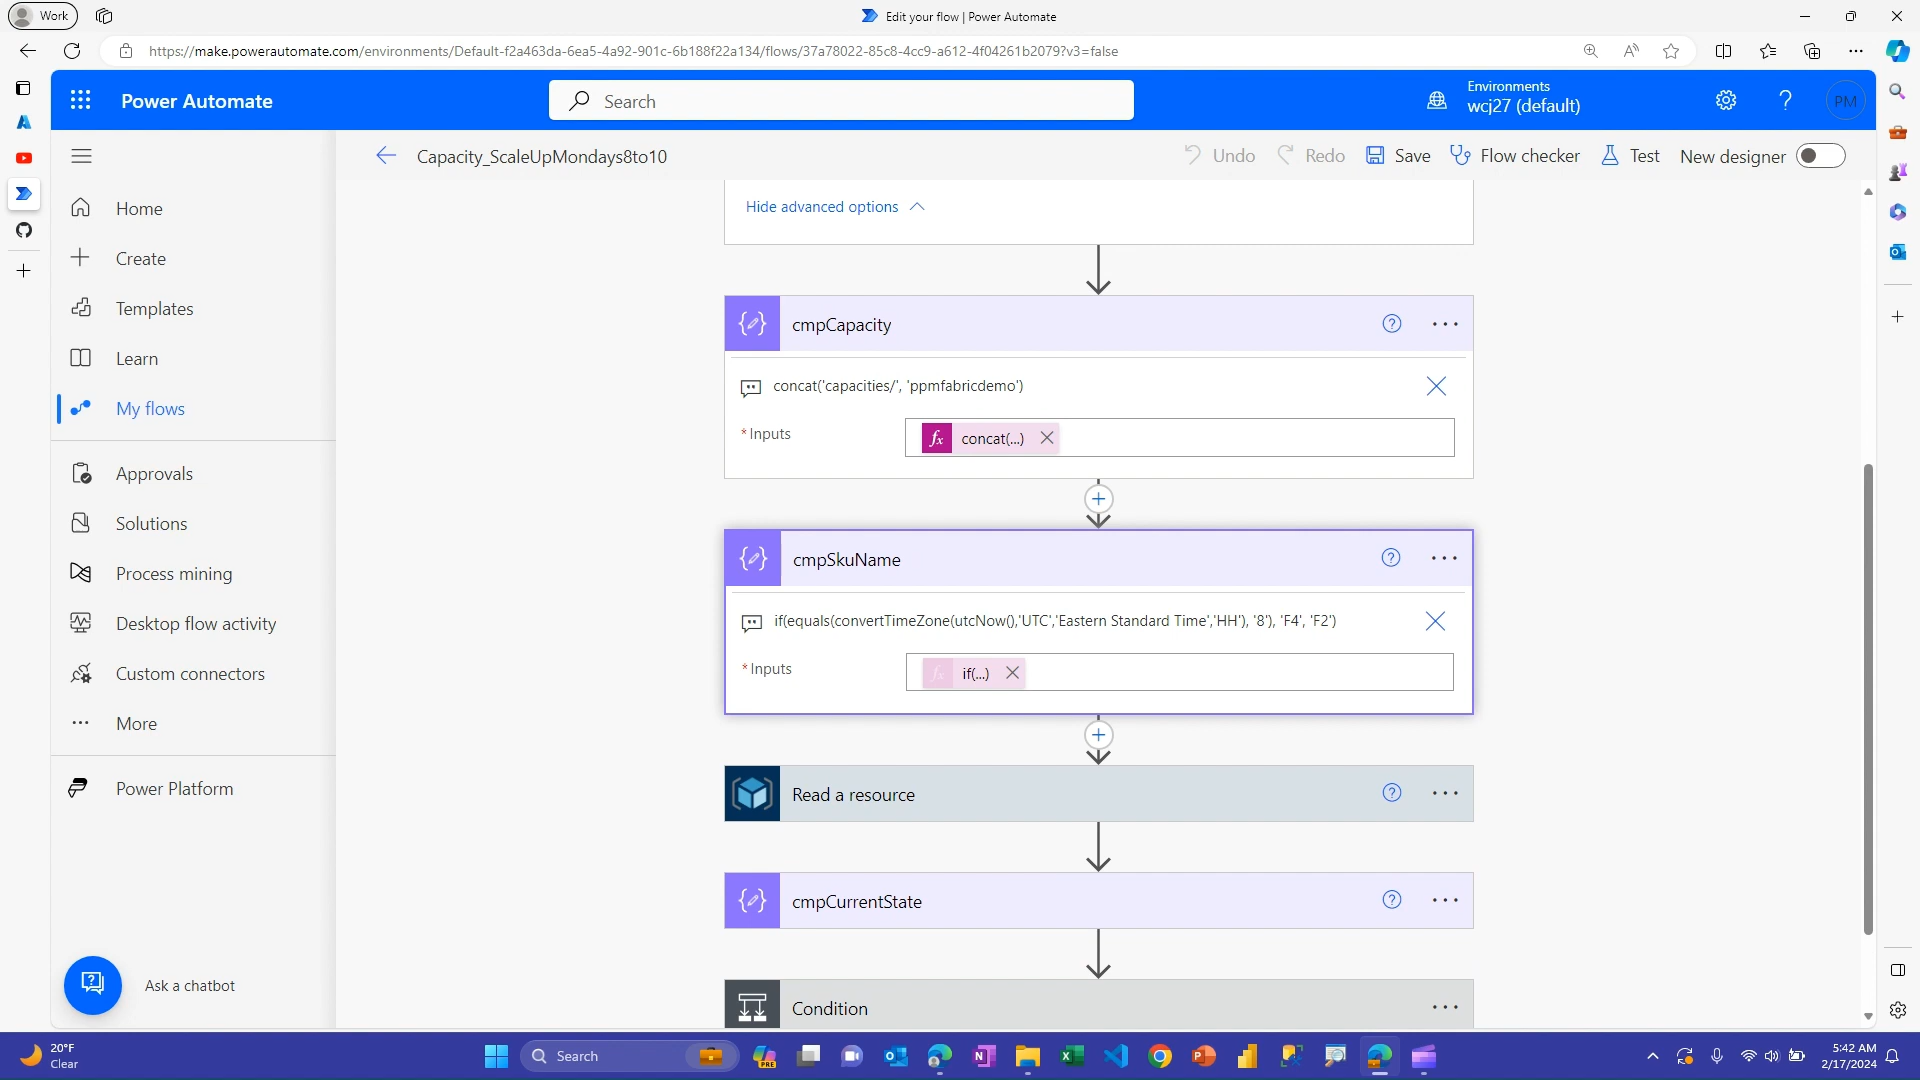 Work
Edit your flow | Power Automate
https://make.powerautomate.com/environments/Default-f2a463da-6ea5-4a92-901c-6b188f22a134/flows/37a78022-85c8-4cc9-a612-4f04261b2079?v3=false
Power Automate
Search
Environments
wcj27 (default)
PM
Capacity_ScaleUpMondays8to10
Undo
Redo
Save
Flow checker
Test
New designer
Home
Create
Templates
Learn
My flows
Approvals
Solutions
Process mining
Desktop flow activity
Custom connectors
More
Power Platform
Ask a chatbot
Hide advanced options
cmpCapacity
concat('capacities/', 'ppmfabricdemo')
* Inputs
fx concat(...)
cmpSkuName
if(equals(convertTimeZone(utcNow(),'UTC','Eastern Standard Time','HH'), '8'), 'F4', 'F2')
* Inputs
fx if(...)
Read a resource
cmpCurrentState
Condition
20°F
Clear
Search
PRE
5:42 AM
2/17/2024